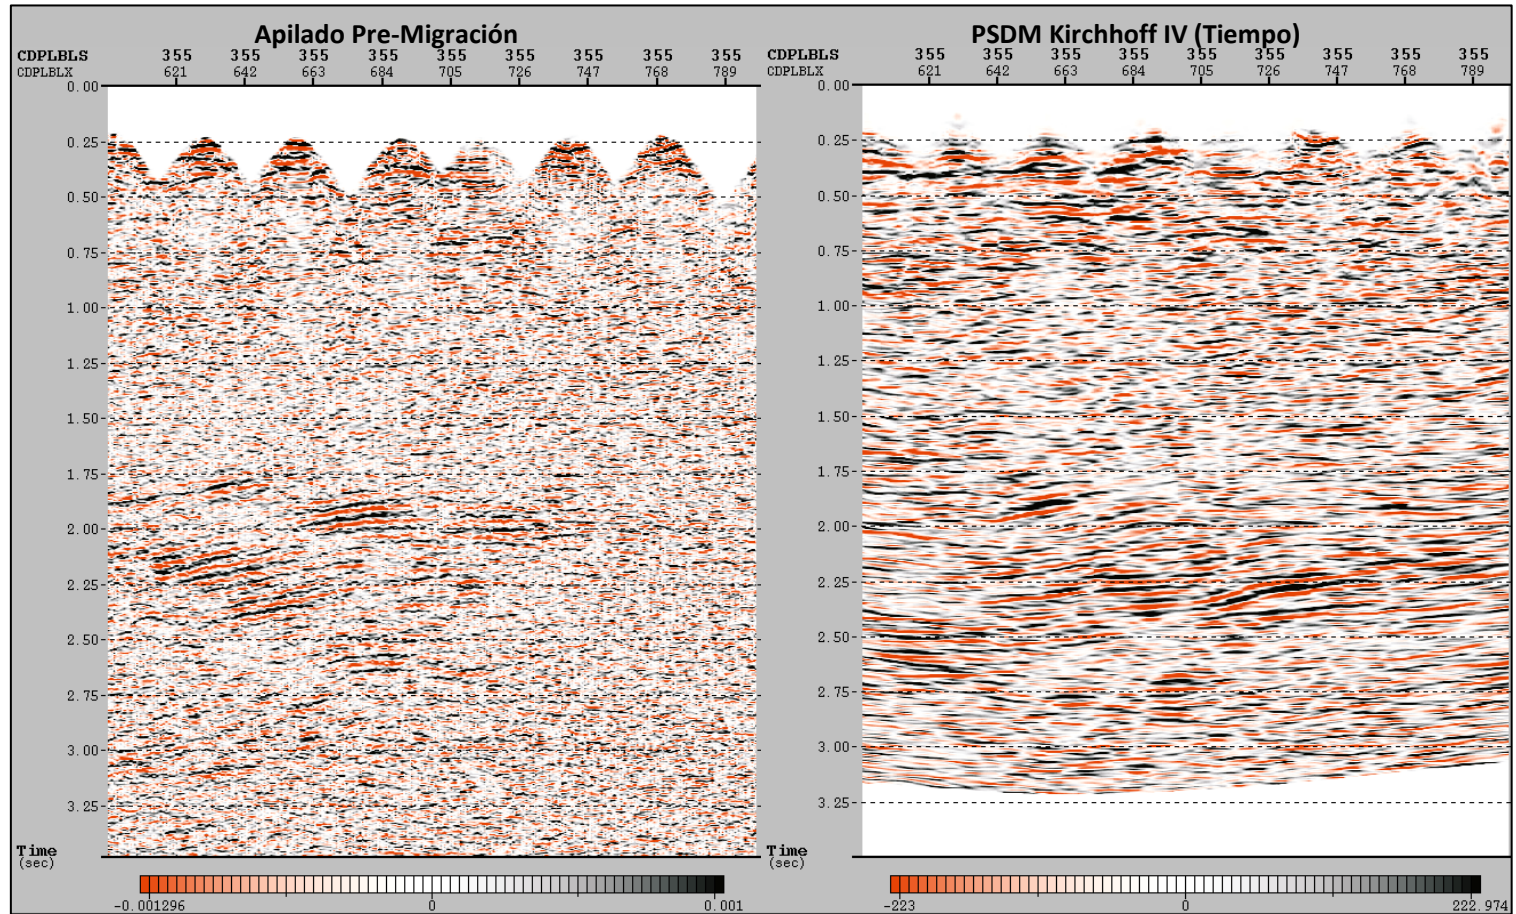 Apilado Pre-Migración
CDPLBLS 355 355 355 355 355 355 355 355 355
CDPLBLX 621 642 663 684 705 726 747 768 789
0.00
0.25
0.50
0.75
1.00
1.25
1.50
1.75
2.00
2.25
2.50
2.75
3.00
3.25
Time
(sec)
-0.001296 0 0.001
PSDM Kirchhoff IV (Tiempo)
CDPLBLS 355 355 355 355 355 355 355 355 355
CDPLBLX 621 642 663 684 705 726 747 768 789
0.00
0.25
0.50
0.75
1.00
1.25
1.50
1.75
2.00
2.25
2.50
2.75
3.00
3.25
Time
(sec)
-223 0 222.974